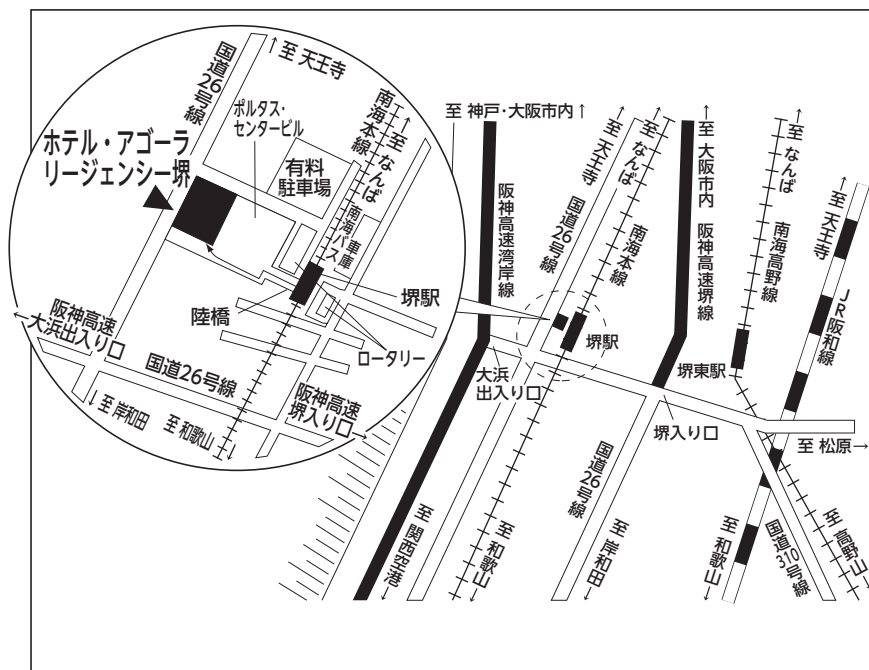 国道26号線
↑至 天王寺
ポルタス・
センタービル
ホテル・アゴーラ
リージェンシー堺
有料
駐車場
南海本線
↑至 なんば
南海バス
車庫
堺駅
陸橋
ロータリー
阪神高速
←大浜出入り口
国道26号線
阪神高速
堺入り口→
←至 岸和田
至 和歌山→
至 神戸・大阪市内↑
阪神高速湾岸線
←至 天王寺
国道26号線
←至 なんば
南海本線
←至 大阪市内
阪神高速堺線
←至 なんば
南海高野線
←至 天王寺
JR阪和線
堺駅
堺東駅
大浜
出入り口
堺入り口
至 松原→
国道26号線
至 関西空港→
至 和歌山→
至 岸和田→
至 和歌山→
国道310号線
至 高野山→